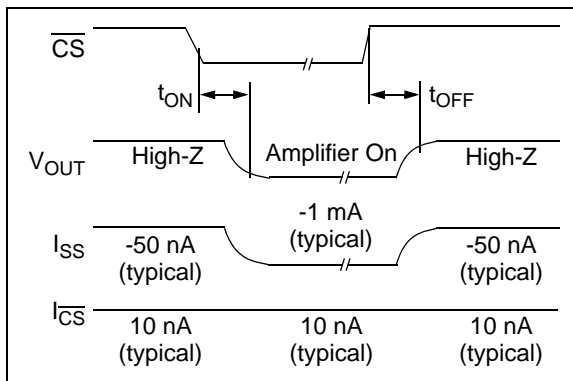 CS
tON
tOFF
VOUT
High-Z
Amplifier On
High-Z
ISS
-50 nA
(typical)
-1 mA
(typical)
-50 nA
(typical)
ICS
10 nA
(typical)
10 nA
(typical)
10 nA
(typical)